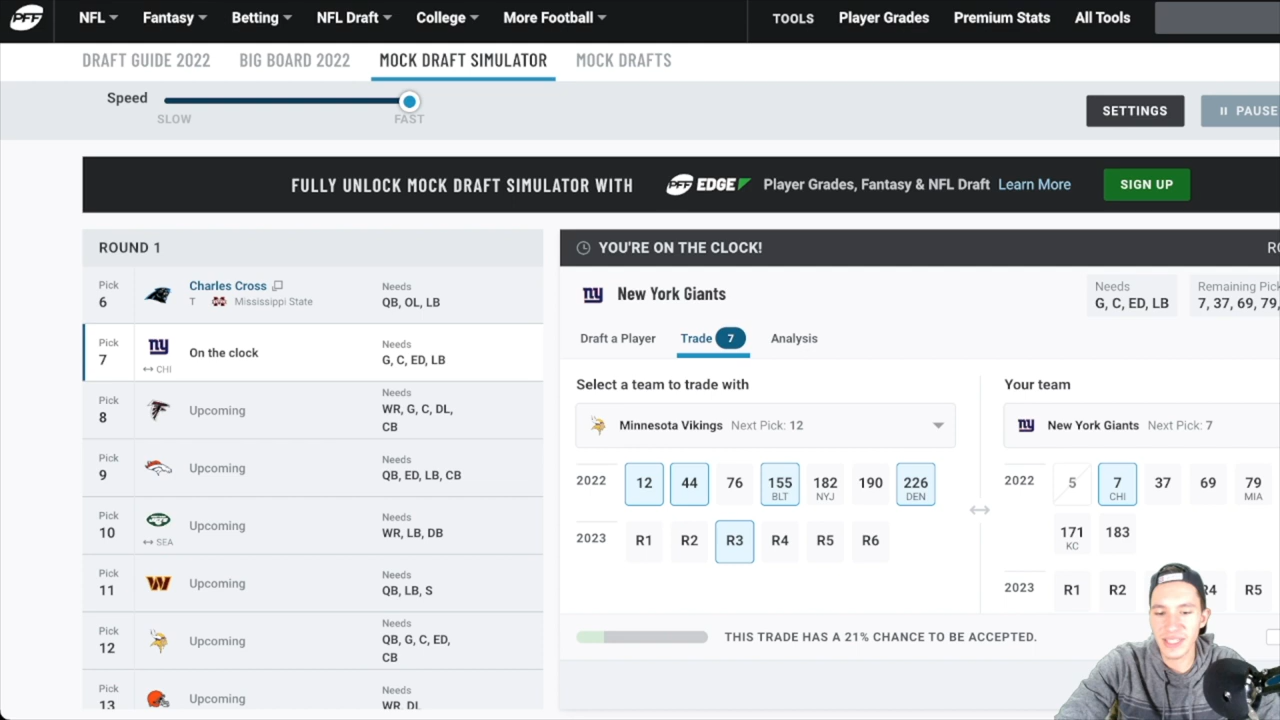 PFF NFL Fantasy Betting NFL Draft College More Football TOOLS Player Grades Premium Stats All Tools
DRAFT GUIDE 2022 BIG BOARD 2022 MOCK DRAFT SIMULATOR MOCK DRAFTS
Speed
SLOW FAST
SETTINGS PAUSE
FULLY UNLOCK MOCK DRAFT SIMULATOR WITH PFF EDGE Player Grades, Fantasy & NFL Draft Learn More SIGN UP
ROUND 1
Pick 6 Charles Cross Needs
T Mississippi State QB, OL, LB
Pick 7 ny On the clock Needs
CHI G, C, ED, LB
Pick 8 Upcoming Needs
WR, G, C, DL,
CB
Pick 9 Upcoming Needs
QB, ED, LB, CB
Pick 10 Upcoming Needs
SEA WR, LB, DB
Pick 11 W Upcoming Needs
QB, LB, S
Pick 12 Upcoming Needs
QB, G, C, ED,
CB
Pick 13 Upcoming Needs
WR, DL
YOU'RE ON THE CLOCK!
ny New York Giants
Needs Remaining
G, C, ED, LB 7, 37, 69, 79,
Draft a Player Trade 7 Analysis
Select a team to trade with
Minnesota Vikings Next Pick: 12
2022 12 44 76 155 BLT 182 NYJ 190 226 DEN
2023 R1 R2 R3 R4 R5 R6
Your team
ny New York Giants Next Pick: 7
2022 5 7 CHI 37 69 79 MIA
171 KC 183
2023 R1 R2 R4 R5
THIS TRADE HAS A 21% CHANCE TO BE ACCEPTED.